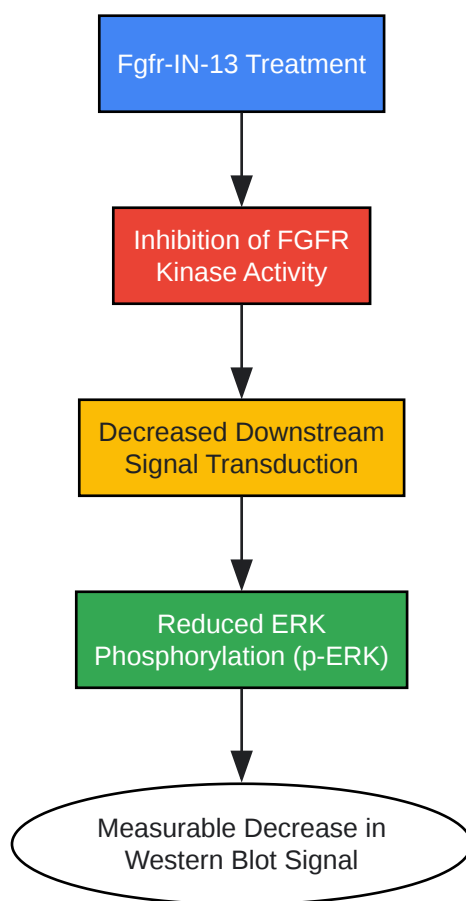 Fgfr-IN-13 Treatment
Inhibition of FGFR
Kinase Activity
Decreased Downstream
Signal Transduction
Reduced ERK
Phosphorylation (p-ERK)
Measurable Decrease in
Western Blot Signal